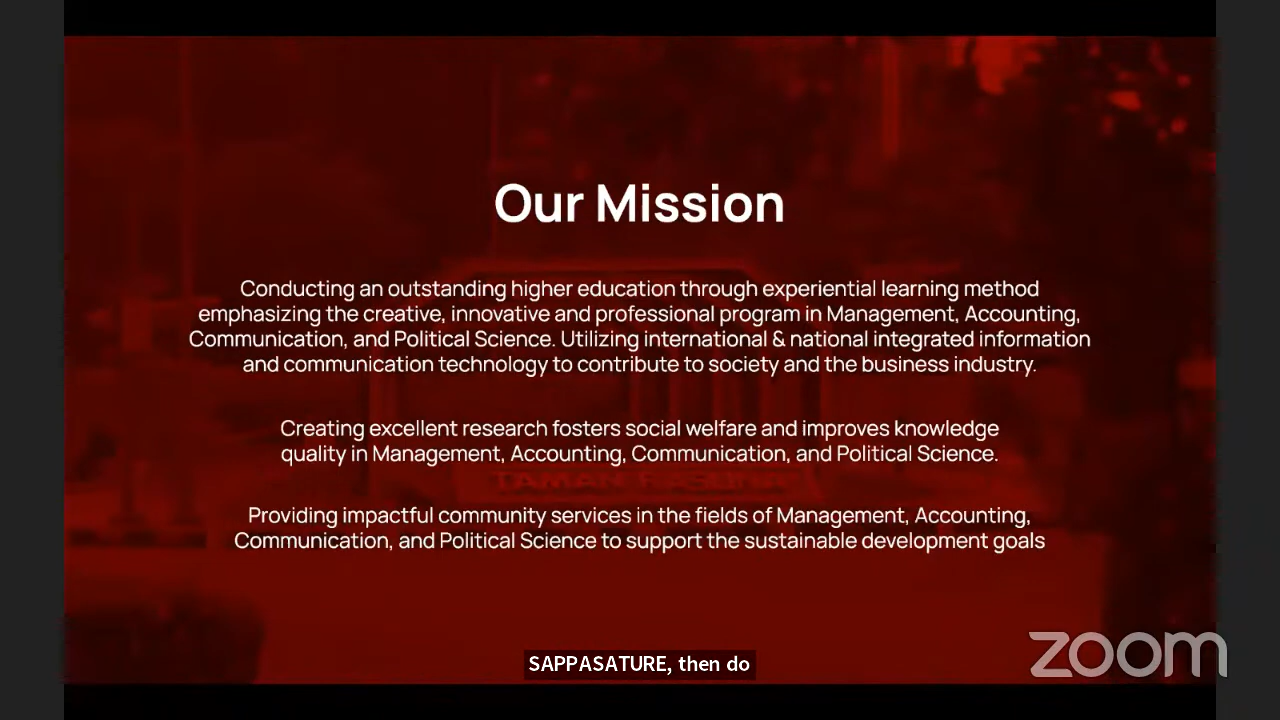 Our Mission
Conducting an outstanding higher education through experiential learning method
emphasizing the creative, innovative and professional program in Management, Accounting,
Communication, and Political Science. Utilizing international & national integrated information
and communication technology to contribute to society and the business industry.
Creating excellent research fosters social welfare and improves knowledge
quality in Management, Accounting, Communication, and Political Science.
TAMAN RASUNA
Providing impactful community services in the fields of Management, Accounting,
Communication, and Political Science to support the sustainable development goals
SAPPASATURE, then do
zoom